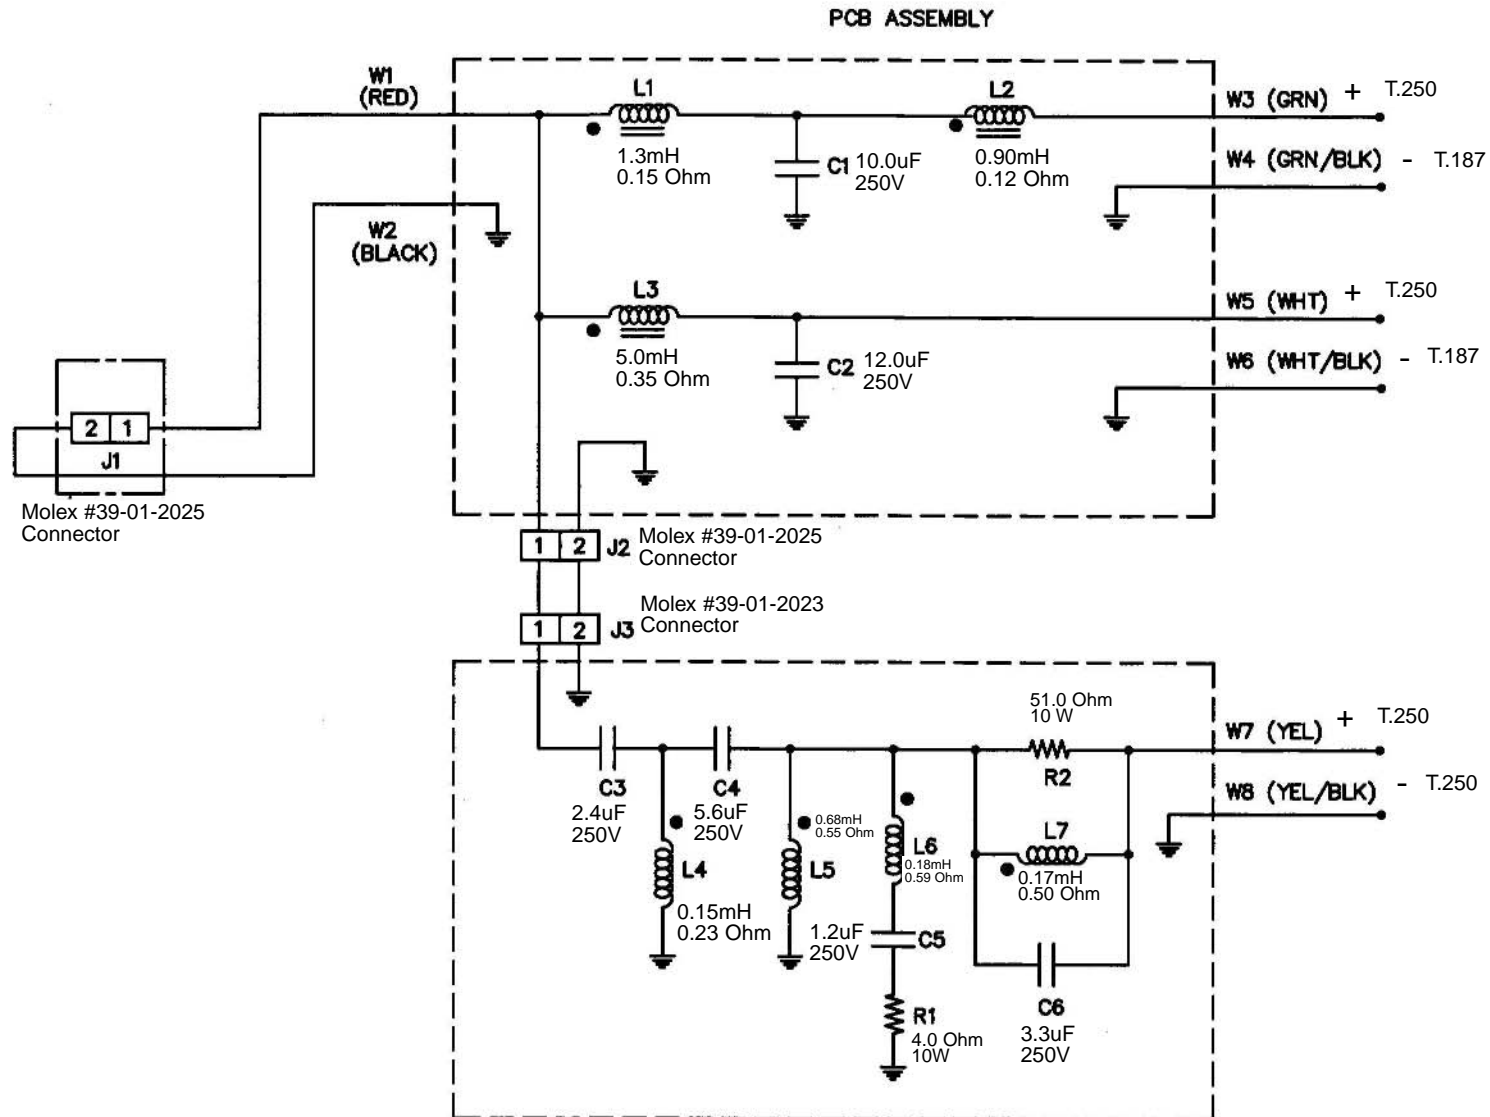 PCB ASSEMBLY
W1
(RED)
L1
1.3mH
0.15 Ohm
C1
10.0uF
250V
L2
0.90mH
0.12 Ohm
W3 (GRN) + T.250
W4 (GRN/BLK) - T.187
W2
(BLACK)
L3
5.0mH
0.35 Ohm
C2
12.0uF
250V
W5 (WHT) + T.250
W6 (WHT/BLK) - T.187
2 1
J1
Molex #39-01-2025
Connector
1 2 J2
Molex #39-01-2025
Connector
1 2 J3
Molex #39-01-2023
Connector
C3
2.4uF
250V
C4
5.6uF
250V
L4
0.15mH
0.23 Ohm
0.68mH
0.55 Ohm
L5
L6
0.18mH
0.59 Ohm
1.2uF
250V
C5
R1
4.0 Ohm
10W
51.0 Ohm
10 W
R2
L7
0.17mH
0.50 Ohm
C6
3.3uF
250V
W7 (YEL) + T.250
W8 (YEL/BLK) - T.250